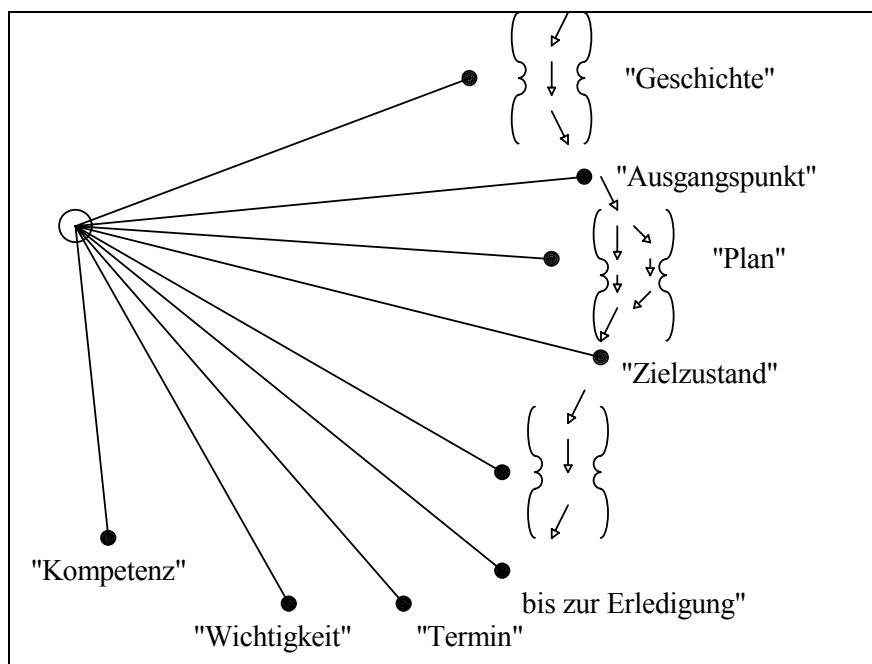 "Geschichte"
"Ausgangspunkt"
"Plan"
"Zielzustand"
bis zur Erledigung"
"Kompetenz"
"Wichtigkeit"
"Termin"